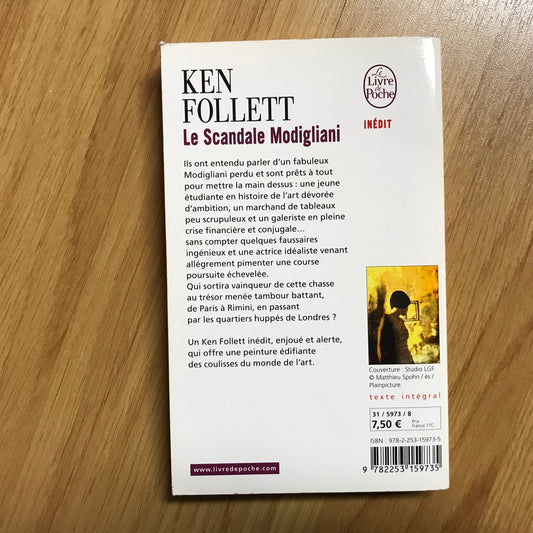 KEN
FOLLETT
Le Scandale Modigliani
Le
Livre
de
Poche
INÉDIT
Ils ont entendu parler d'un fabuleux
Modigliani perdu et sont prêts à tout
pour mettre la main dessus : une jeune
étudiante en histoire de l'art dévorée
d'ambition, un marchand de tableaux
peu scrupuleux et un galeriste en pleine
crise financière et conjugale...
sans compter quelques faussaires
ingénieux et une actrice idéaliste venant
allégrement pimenter une course
poursuite échevelée.
Qui sortira vainqueur de cette chasse
au trésor menée tambour battant,
de Paris à Rimini, en passant
par les quartiers huppés de Londres ?
Un Ken Follett inédit, enjoué et alerte,
qui offre une peinture édifiante
des coulisses du monde de l'art.
Couverture : Studio LGF.
© Matthieu Spohn / és /
Plainpicture.
texte intégral
31 / 5973 / 8
7,50 € Prix
France TTC
ISBN : 978-2-253-15973-5
9 782253 159735
www.livredepoche.com